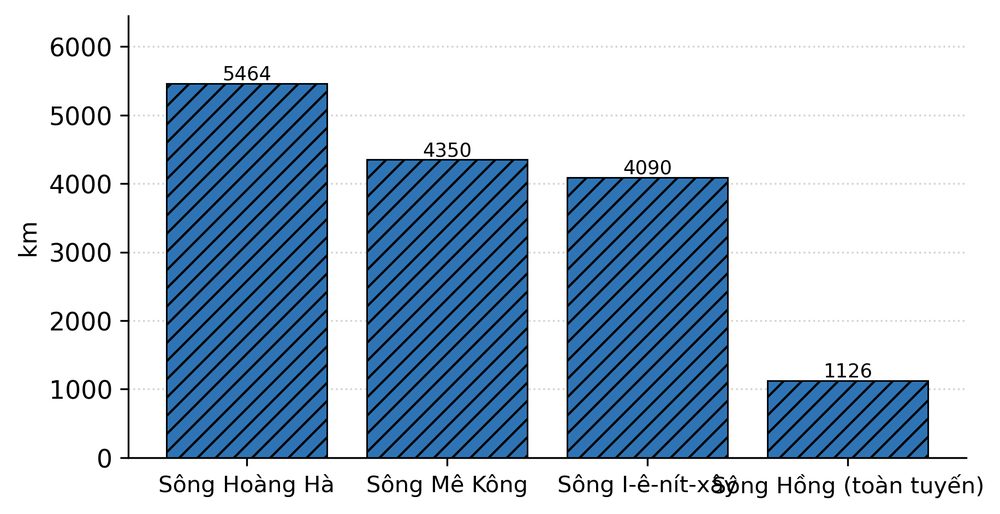 km
6000
5000
4000
3000
2000
1000
0
5464
4350
4090
1126
Sông Hoàng Hà
Sông Mê Kông
Sông I-ê-nít-xây
Sông Hồng (toàn tuyến)